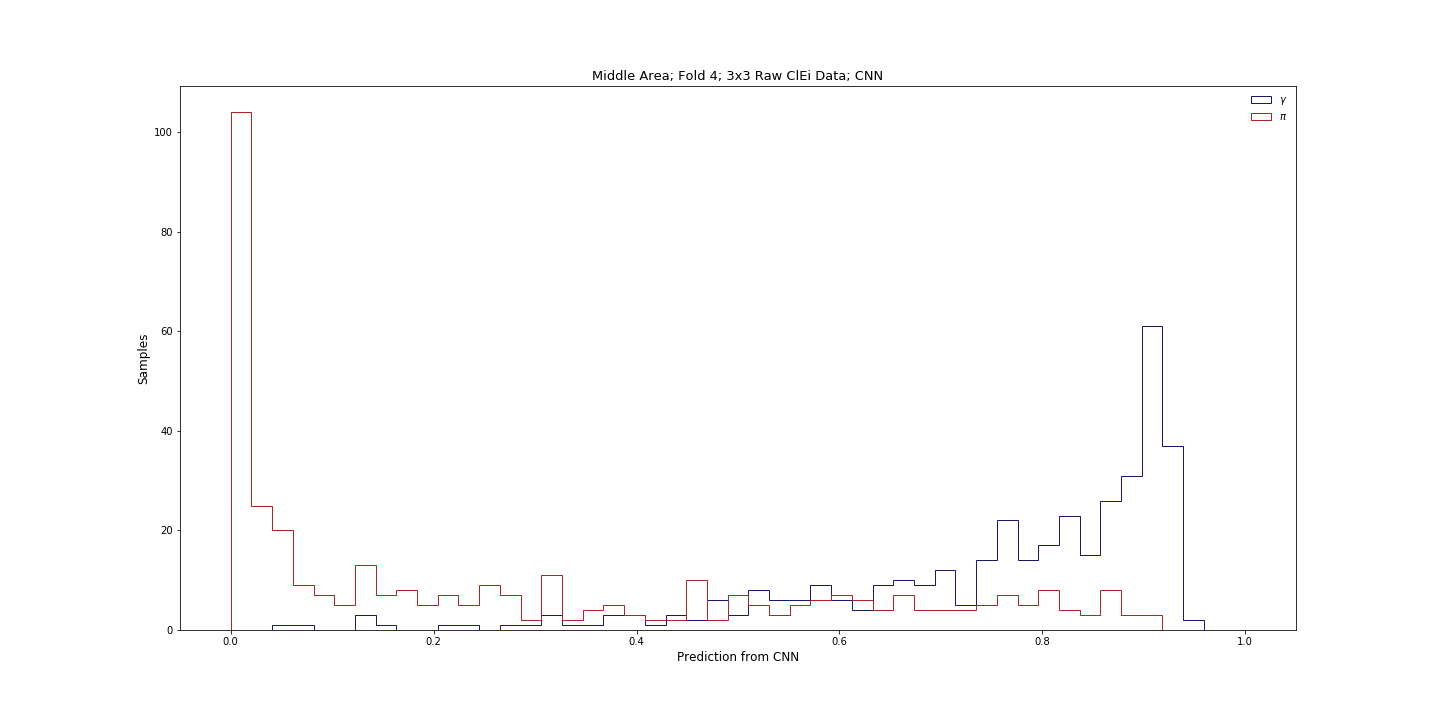 Middle Area; Fold 4; 3x3 Raw ClEi Data; CNN
γ
π
100
80
60
40
20
0
Samples
0.0 0.2 0.4 0.6 0.8 1.0
Prediction from CNN